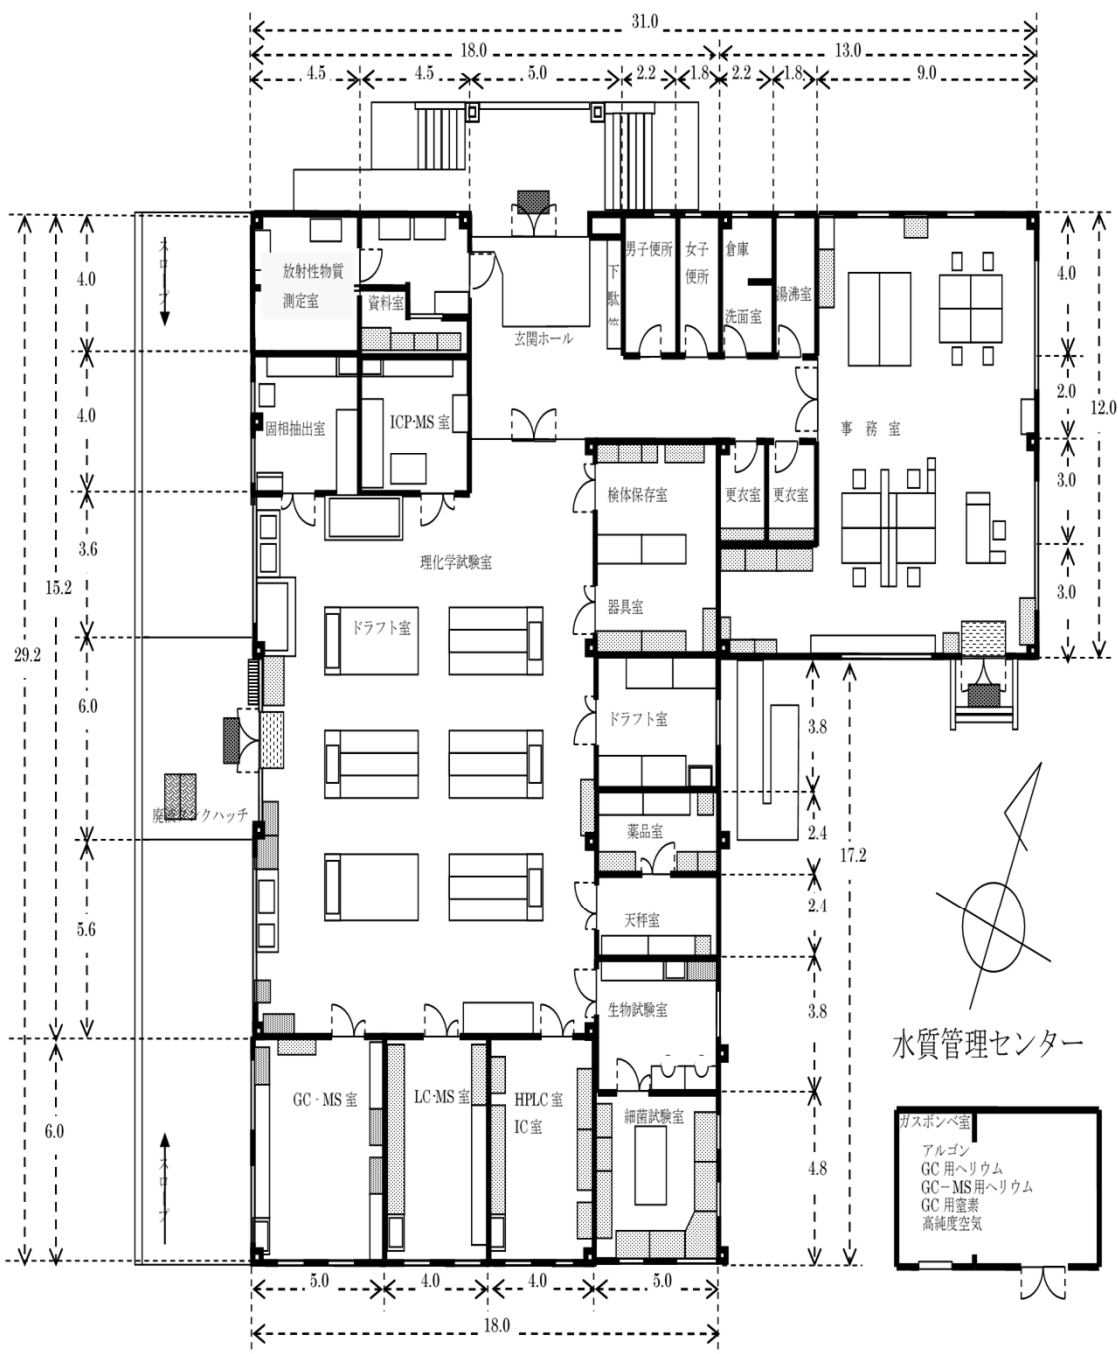 31.0
18.0
13.0
4.5
4.5
5.0
2.2
1.8
2.2
1.8
9.0
スロープ
放射性物質
測定室
資料室
玄関ホール
下駄箱
男子便所
女子
便所
倉庫
洗面室
湯沸室
事務室
4.0
4.0
4.0
2.0
12.0
固相抽出室
ICP-MS 室
検体保存室
更衣室
更衣室
3.0
3.6
15.2
理化学試験室
器具室
3.0
29.2
ドラフト室
6.0
ドラフト室
3.8
廃液タンクハッチ
薬品室
2.4
17.2
5.6
天秤室
2.4
生物試験室
3.8
水質管理センター
GC - MS 室
LC-MS 室
HPLC 室
IC 室
細菌試験室
6.0
4.8
スロープ
ガスボンベ室
アルゴン
GC 用ヘリウム
GC－MS 用ヘリウム
GC 用窒素
高純度空気
5.0
4.0
4.0
5.0
18.0